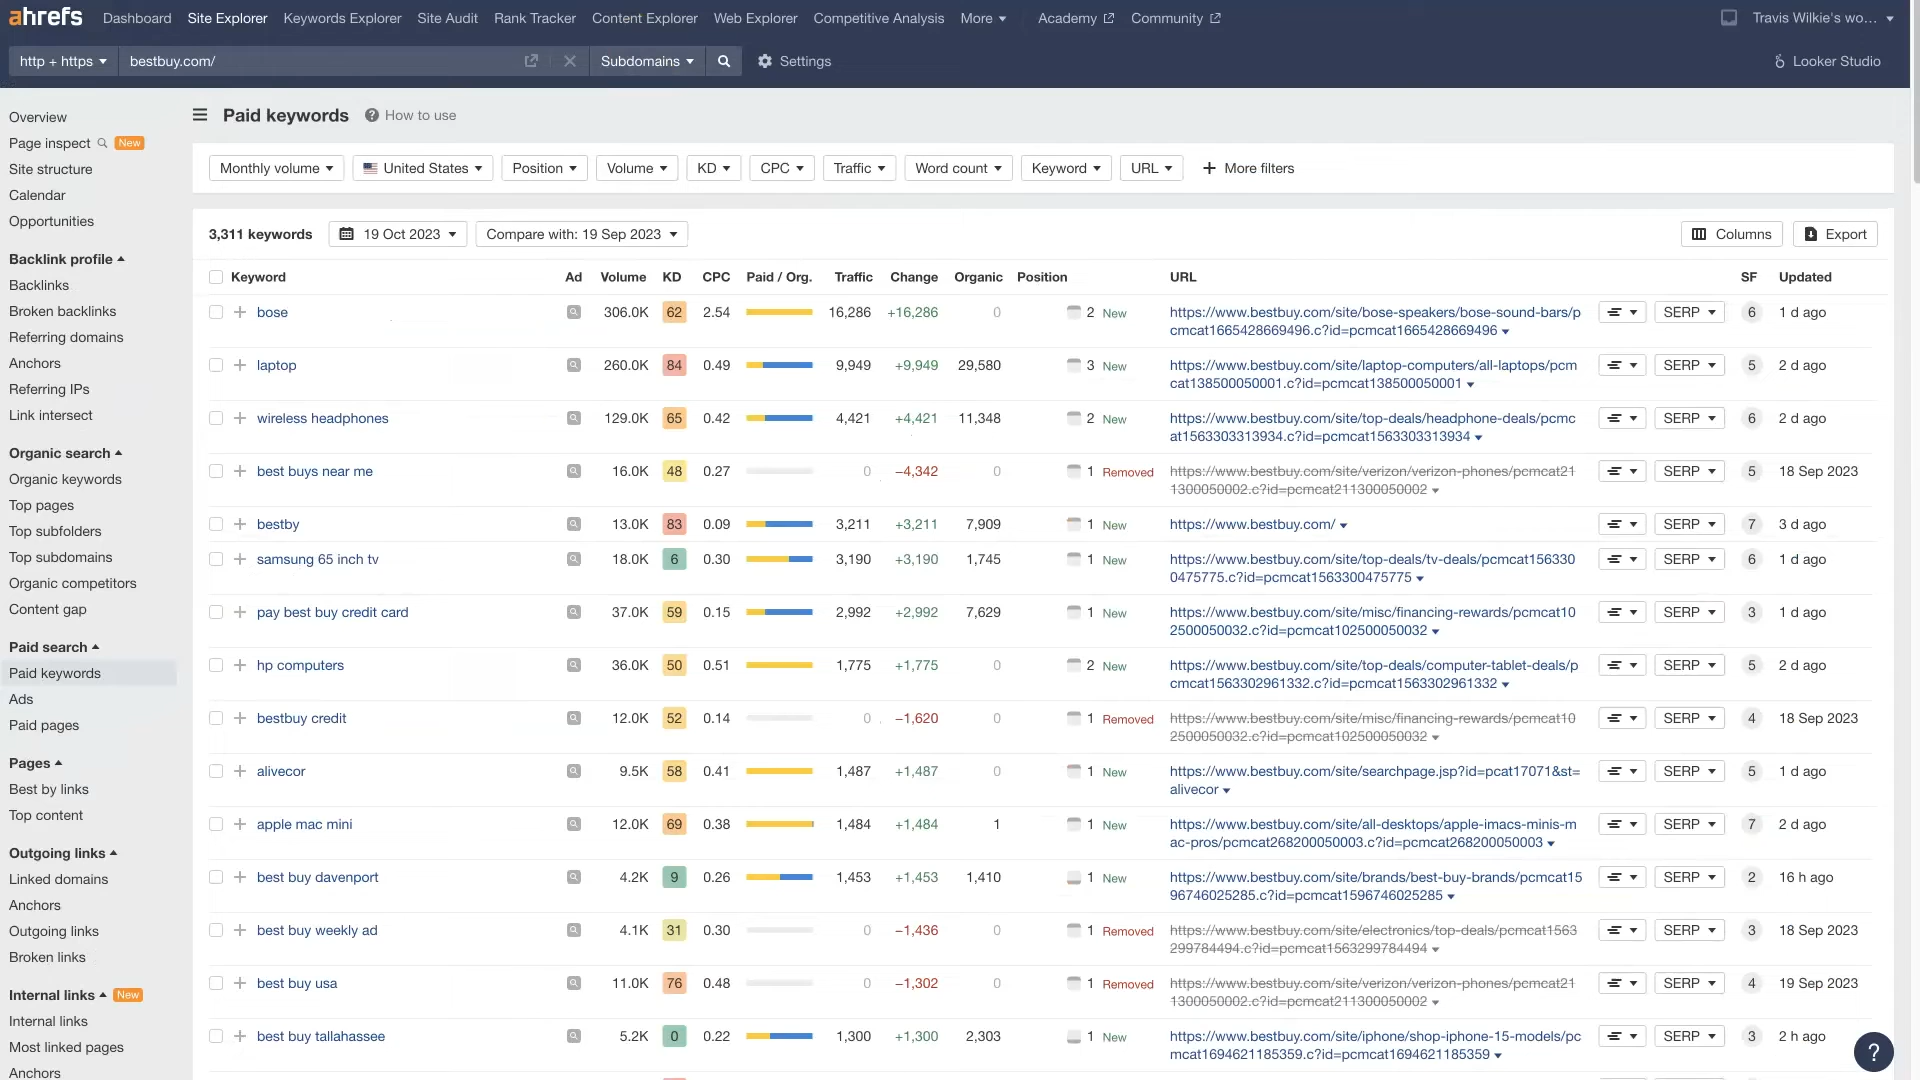 ahrefs Dashboard Site Explorer Keywords Explorer Site Audit Rank Tracker Content Explorer Web Explorer Competitive Analysis More Academy Community Travis Wilkie's wo...
http + https bestbuy.com/ Subdomains Settings Looker Studio
Overview
Page inspect New
Site structure
Calendar
Opportunities
Backlink profile
Backlinks
Broken backlinks
Referring domains
Anchors
Referring IPs
Link intersect
Organic search
Organic keywords
Top pages
Top subfolders
Top subdomains
Organic competitors
Content gap
Paid search
Paid keywords
Ads
Paid pages
Pages
Best by links
Top content
Outgoing links
Linked domains
Anchors
Outgoing links
Broken links
Internal links New
Internal links
Most linked pages
Anchors
Paid keywords ? How to use
Monthly volume United States Position Volume KD CPC Traffic Word count Keyword URL + More filters
3,311 keywords 19 Oct 2023 Compare with: 19 Sep 2023 Columns Export
Keyword Ad Volume KD CPC Paid / Org. Traffic Change Organic Position URL SF Updated
bose 306.0K 62 2.54 16,286 +16,286 0 2 New https://www.bestbuy.com/site/bose-speakers/bose-sound-bars/p SERP 6 1 d ago
cmcat1665428669496.c?id=pcmcat1665428669496
laptop 260.0K 84 0.49 9,949 +9,949 29,580 3 New https://www.bestbuy.com/site/laptop-computers/all-laptops/pcm SERP 5 2 d ago
cat138500050001.c?id=pcmcat138500050001
wireless headphones 129.0K 65 0.42 4,421 +4,421 11,348 2 New https://www.bestbuy.com/site/top-deals/headphone-deals/pcmc SERP 6 2 d ago
at1563303313934.c?id=pcmcat1563303313934
best buys near me 16.0K 48 0.27 0 −4,342 0 1 Removed https://www.bestbuy.com/site/verizon/verizon-phones/pcmcat21 SERP 5 18 Sep 2023
1300050002.c?id=pcmcat211300050002
bestby 13.0K 83 0.09 3,211 +3,211 7,909 1 New https://www.bestbuy.com/ SERP 7 3 d ago
samsung 65 inch tv 18.0K 6 0.30 3,190 +3,190 1,745 1 New https://www.bestbuy.com/site/top-deals/tv-deals/pcmcat156330 SERP 6 1 d ago
0475775.c?id=pcmcat1563300475775
pay best buy credit card 37.0K 59 0.15 2,992 +2,992 7,629 1 New https://www.bestbuy.com/site/misc/financing-rewards/pcmcat10 SERP 3 1 d ago
2500050032.c?id=pcmcat102500050032
hp computers 36.0K 50 0.51 1,775 +1,775 0 2 New https://www.bestbuy.com/site/top-deals/computer-tablet-deals/p SERP 5 2 d ago
cmcat1563302961332.c?id=pcmcat1563302961332
bestbuy credit 12.0K 52 0.14 0 −1,620 0 1 Removed https://www.bestbuy.com/site/misc/financing-rewards/pcmcat10 SERP 4 18 Sep 2023
2500050032.c?id=pcmcat102500050032
alivecor 9.5K 58 0.41 1,487 +1,487 0 1 New https://www.bestbuy.com/site/searchpage.jsp?id=pcat17071&st= SERP 5 1 d ago
alivecor
apple mac mini 12.0K 69 0.38 1,484 +1,484 1 1 New https://www.bestbuy.com/site/all-desktops/apple-imacs-minis-m SERP 7 2 d ago
ac-pros/pcmcat268200050003.c?id=pcmcat268200050003
best buy davenport 4.2K 9 0.26 1,453 +1,453 1,410 1 New https://www.bestbuy.com/site/brands/best-buy-brands/pcmcat15 SERP 2 16 h ago
96746025285.c?id=pcmcat1596746025285
best buy weekly ad 4.1K 31 0.30 0 −1,436 0 1 Removed https://www.bestbuy.com/site/electronics/top-deals/pcmcat1563 SERP 3 18 Sep 2023
299784494.c?id=pcmcat1563299784494
best buy usa 11.0K 76 0.48 0 −1,302 0 1 Removed https://www.bestbuy.com/site/verizon/verizon-phones/pcmcat21 SERP 4 19 Sep 2023
1300050002.c?id=pcmcat211300050002
best buy tallahassee 5.2K 0 0.22 1,300 +1,300 2,303 1 New https://www.bestbuy.com/site/iphone/shop-iphone-15-models/pc SERP 3 2 h ago
mcat1694621185359.c?id=pcmcat1694621185359
?